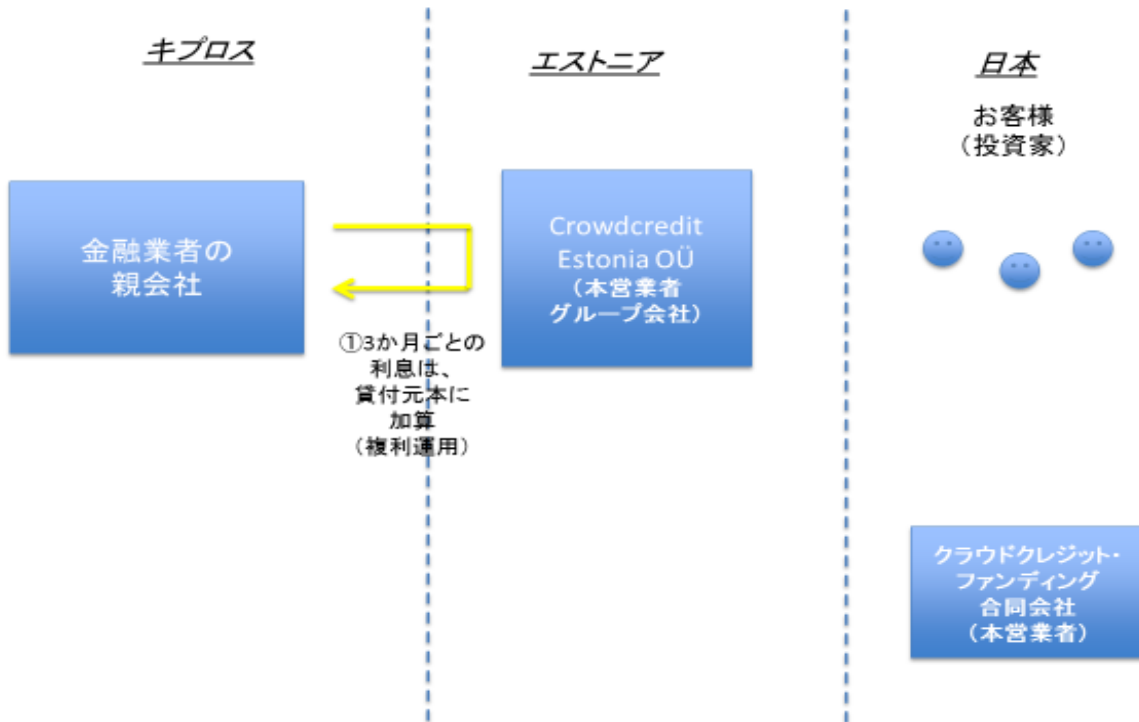 キプロス
エストニア
日本
お客様
（投資家）
金融業者の
親会社
Crowdcredit
Estonia OÜ
（本営業者
グループ会社）
①3か月ごとの
利息は、
貸付元本に
加算
（複利運用）
クラウドクレジット・
ファンディング
合同会社
（本営業者）